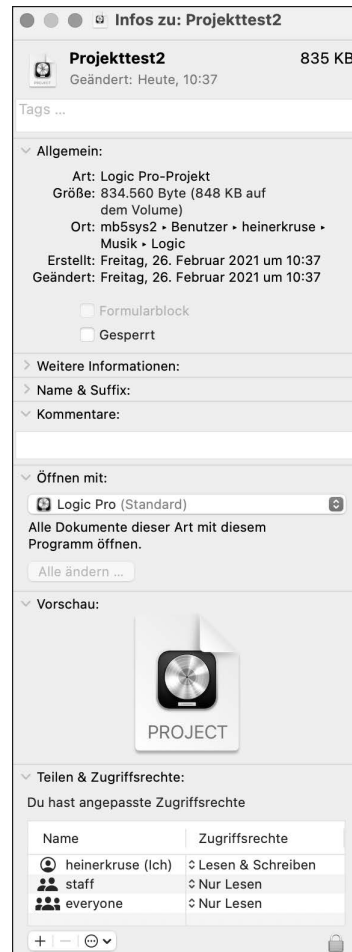 Infos zu: Projekttest2
Projekttest2 835 KB
Geändert: Heute, 10:37
PROJECT
Tags ...
Allgemein:
Art: Logic Pro-Projekt
Größe: 834.560 Byte (848 KB auf
dem Volume)
Ort: mb5sys2 ▸ Benutzer ▸ heinerkruse ▸
Musik ▸ Logic
Erstellt: Freitag, 26. Februar 2021 um 10:37
Geändert: Freitag, 26. Februar 2021 um 10:37
Formularblock
Gesperrt
Weitere Informationen:
Name & Suffix:
Kommentare:
Öffnen mit:
Logic Pro (Standard)
Alle Dokumente dieser Art mit diesem
Programm öffnen.
Alle ändern ...
Vorschau:
PROJECT
Teilen & Zugriffsrechte:
Du hast angepasste Zugriffsrechte
Name Zugriffsrechte
heinerkruse (Ich) Lesen & Schreiben
staff Nur Lesen
everyone Nur Lesen